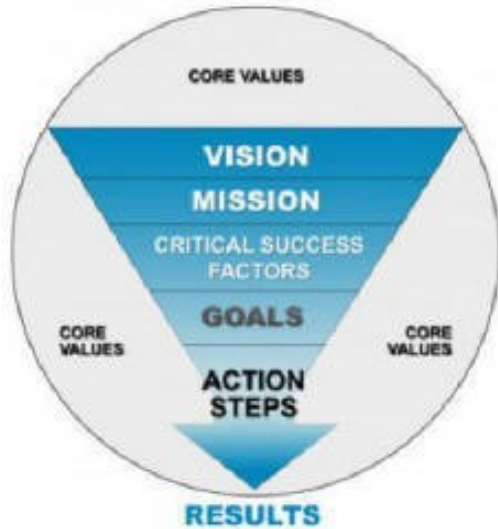 CORE VALUES
VISION
MISSION
CRITICAL SUCCESS
FACTORS
GOALS
CORE
VALUES
CORE
VALUES
ACTION
STEPS
RESULTS